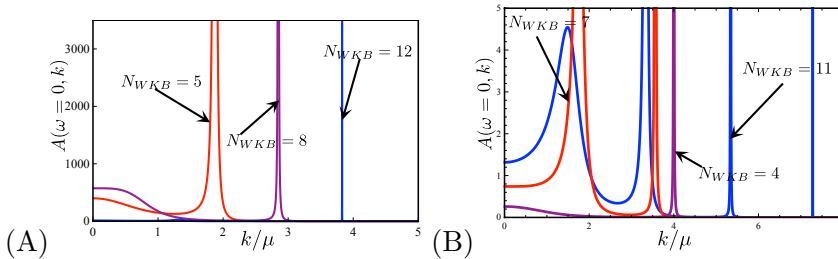 (A)
A(ω = 0, k)
3000
2000
1000
0
0 1 2 3 4 5
k/μ
N_{WKB} = 5
N_{WKB} = 8
N_{WKB} = 12
(B)
A(ω = 0, k)
5
4
3
2
1
0
0 2 4 6
k/μ
N_{WKB} = 7
N_{WKB} = 11
N_{WKB} = 4